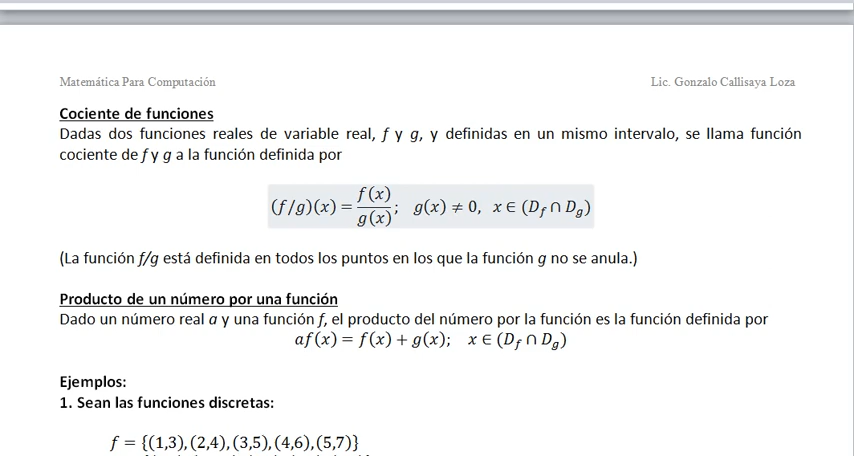 Matemática Para Computación Lic. Gonzalo Callisaya Loza
Cociente de funciones
Dadas dos funciones reales de variable real, f y g, y definidas en un mismo intervalo, se llama función
cociente de f y g a la función definida por
(f/g)(x) = f(x)/g(x); g(x) ≠ 0, x ∈ (D_f ∩ D_g)
(La función f/g está definida en todos los puntos en los que la función g no se anula.)
Producto de un número por una función
Dado un número real a y una función f, el producto del número por la función es la función definida por
af(x) = f(x) + g(x); x ∈ (D_f ∩ D_g)
Ejemplos:
1. Sean las funciones discretas:
f = {(1,3), (2,4), (3,5), (4,6), (5,7)}